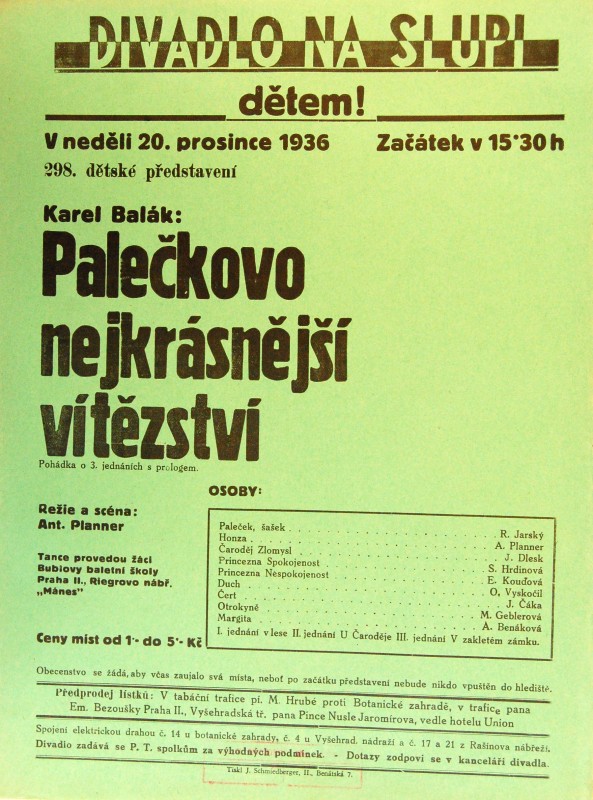 DIVADLO NA SLUPI
dětem!
V neděli 20. prosince 1936 Začátek v 15·30 h
298. dětské představení
Karel Balák:
Palečkovo
nejkrásnější
vítězství
Pohádka o 3. jednáních s prologem.
OSOBY:
Režie a scéna:
Ant. Planner
Tance provedou žáci
Bublovy baletní školy
Praha II., Riegrovo nábř.
„Mánes"
Ceny míst od 1·- do 5·- Kč
Paleček, šašek . . . R. Jarský
Honza . . . A. Planner
Čaroděj Zlomysl . . . J. Dlesk
Princezna Spokojenost . . . S. Hrdinová
Princezna Nespokojenost . . . E. Kouďová
Duch . . . O. Vyskočil
Čert . . . J. Čáka
Otrokyně . . . M. Geblerová
Margita . . . A. Benáková
I. jednání v lese II. jednání U Čaroděje III. jednání V zakletém zámku.
Obecenstvo se žádá, aby včas zaujalo svá místa, neboť po začátku představení nebude nikdo vpuštěn do hlediště.
Předprodej lístků: V tabáční trafice pí. M. Hrubé proti Botanické zahradě, v trafice pana
Em. Bezoušky Praha II., Vyšehradská tř. pana Pince Nusle Jaromírova, vedle hotelu Union
Spojení elektrickou drahou č. 14 u botanické zahrady, č. 4 u Vyšehrad. nádraží a č. 17 a 21 z Rašínova nábřeží.
Divadlo zadává se P. T. spolkům za výhodných podmínek. - Dotazy zodpoví se v kanceláři divadla.
Tiskl J. Schmiedberger, II., Benátská 7.